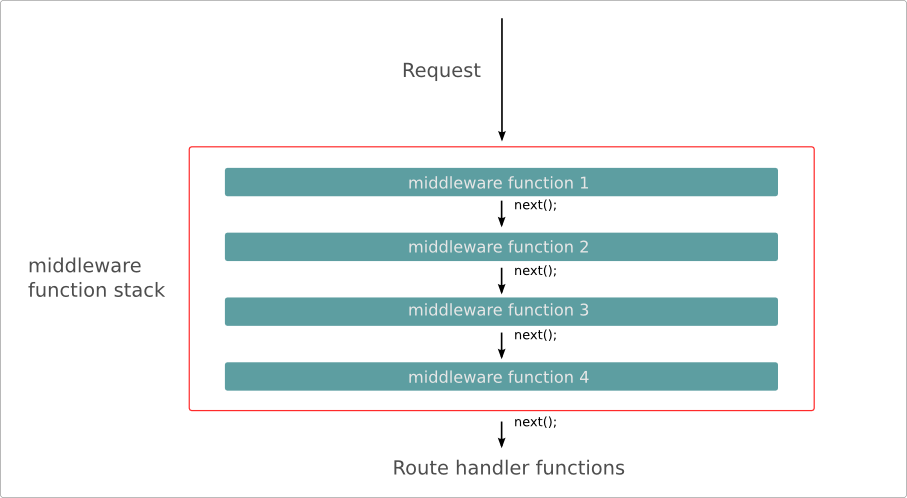 Request
middleware function 1
next();
middleware function 2
next();
middleware
function stack
middleware function 3
next();
middleware function 4
next();
Route handler functions